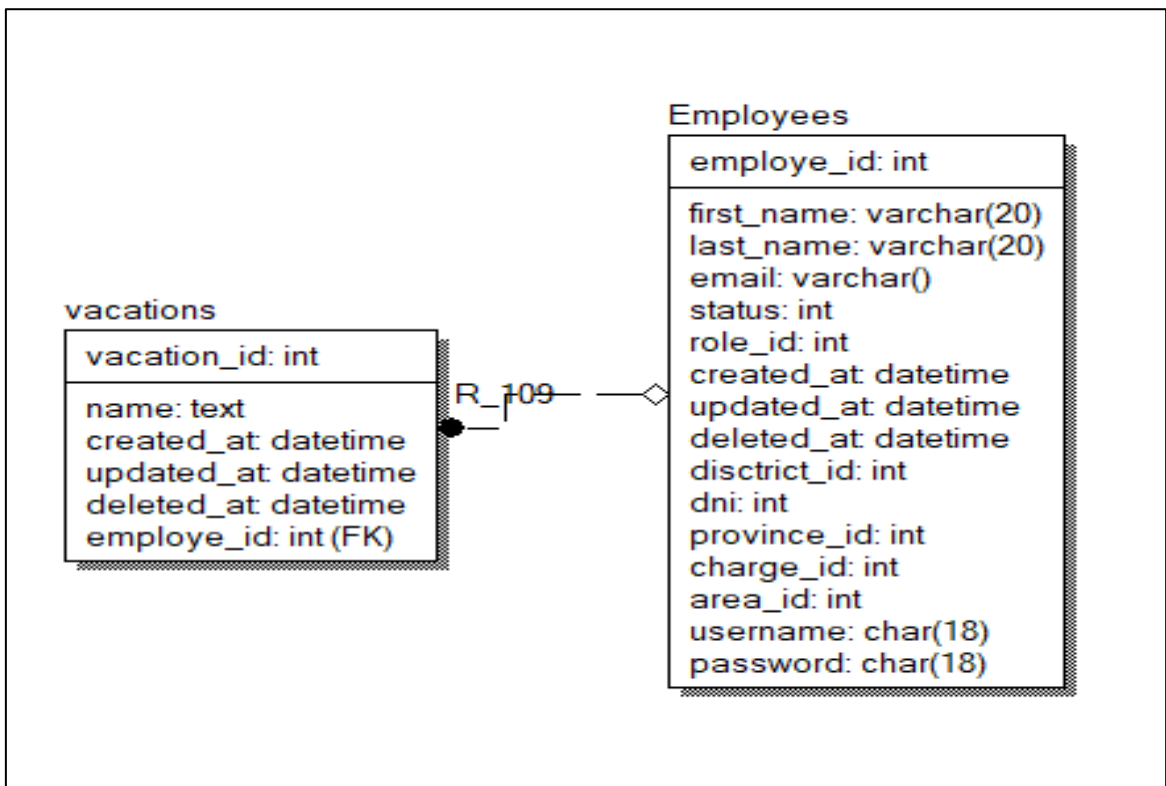 Employees
employe_id: int
first_name: varchar(20)
last_name: varchar(20)
email: varchar()
status: int
role_id: int
created_at: datetime
updated_at: datetime
deleted_at: datetime
disctrict_id: int
dni: int
province_id: int
charge_id: int
area_id: int
username: char(18)
password: char(18)
vacations
vacation_id: int
name: text
created_at: datetime
updated_at: datetime
deleted_at: datetime
employe_id: int (FK)
R_109